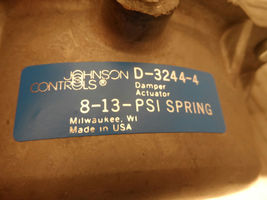 JOHNSON D-3244-4
CONTROLS® Damper
Actuator
8-13-PSI SPRING
Milwaukee, WI
Made in USA